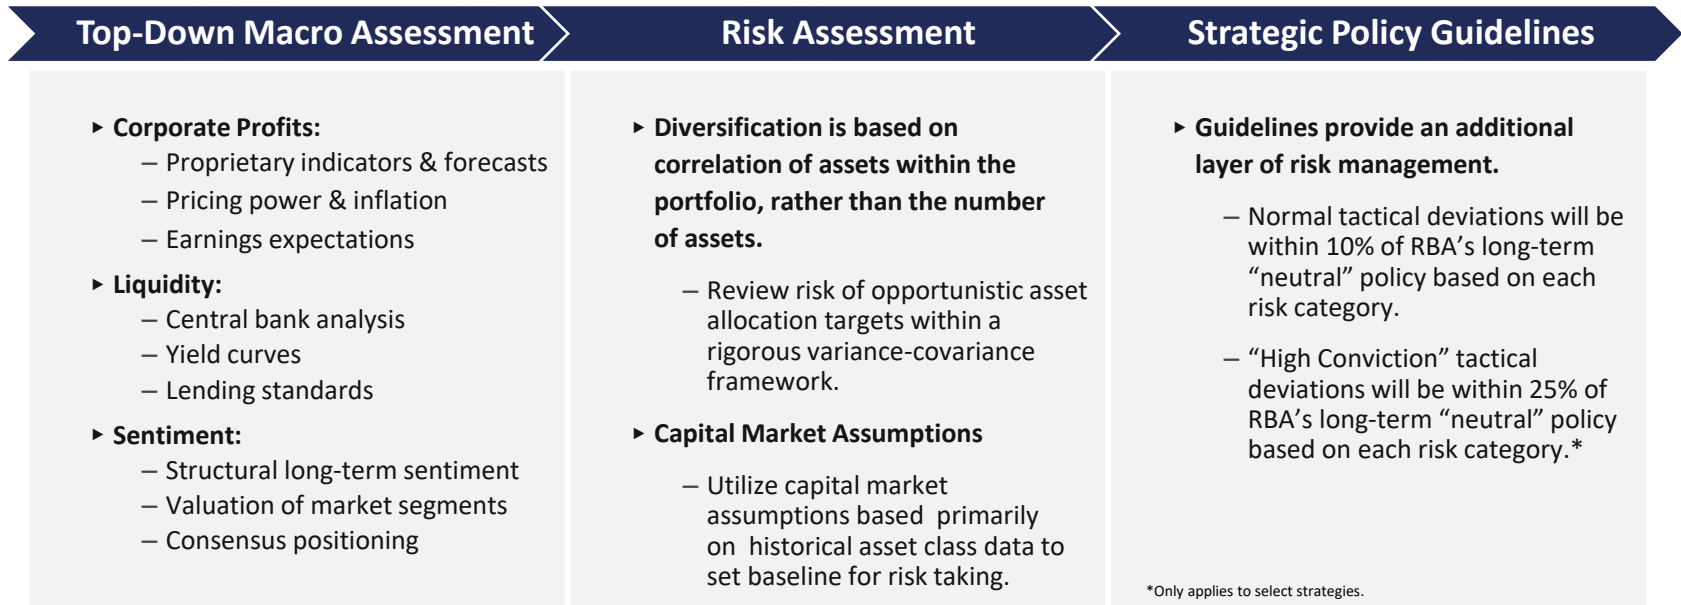 Top-Down Macro Assessment
Risk Assessment
Strategic Policy Guidelines
▸ Corporate Profits:
– Proprietary indicators & forecasts
– Pricing power & inflation
– Earnings expectations
▸ Liquidity:
– Central bank analysis
– Yield curves
– Lending standards
▸ Sentiment:
– Structural long-term sentiment
– Valuation of market segments
– Consensus positioning
▸ Diversification is based on
correlation of assets within the
portfolio, rather than the number
of assets.
– Review risk of opportunistic asset
allocation targets within a
rigorous variance-covariance
framework.
▸ Capital Market Assumptions
– Utilize capital market
assumptions based primarily
on historical asset class data to
set baseline for risk taking.
▸ Guidelines provide an additional
layer of risk management.
– Normal tactical deviations will be
within 10% of RBA’s long-term
“neutral” policy based on each
risk category.
– “High Conviction” tactical
deviations will be within 25% of
RBA’s long-term “neutral” policy
based on each risk category.*
*Only applies to select strategies.